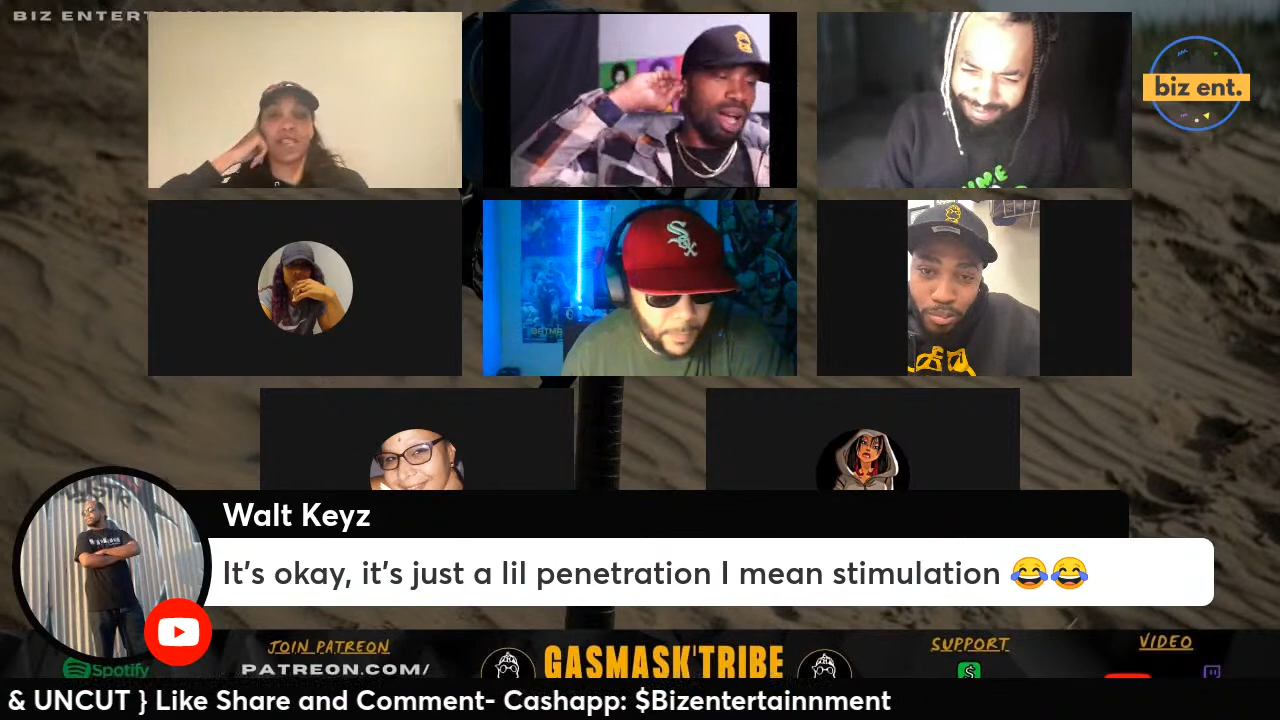 BIZ ENTERT
biz ent.
Walt Keyz
It's okay, it's just a lil penetration I mean stimulation 😂😂
JOIN PATREON
PATREON.COM/
Spotify
GASMASK'TRIBE
SUPPORT
VIDEO
& UNCUT } Like Share and Comment- Cashapp: $Bizentertainnment